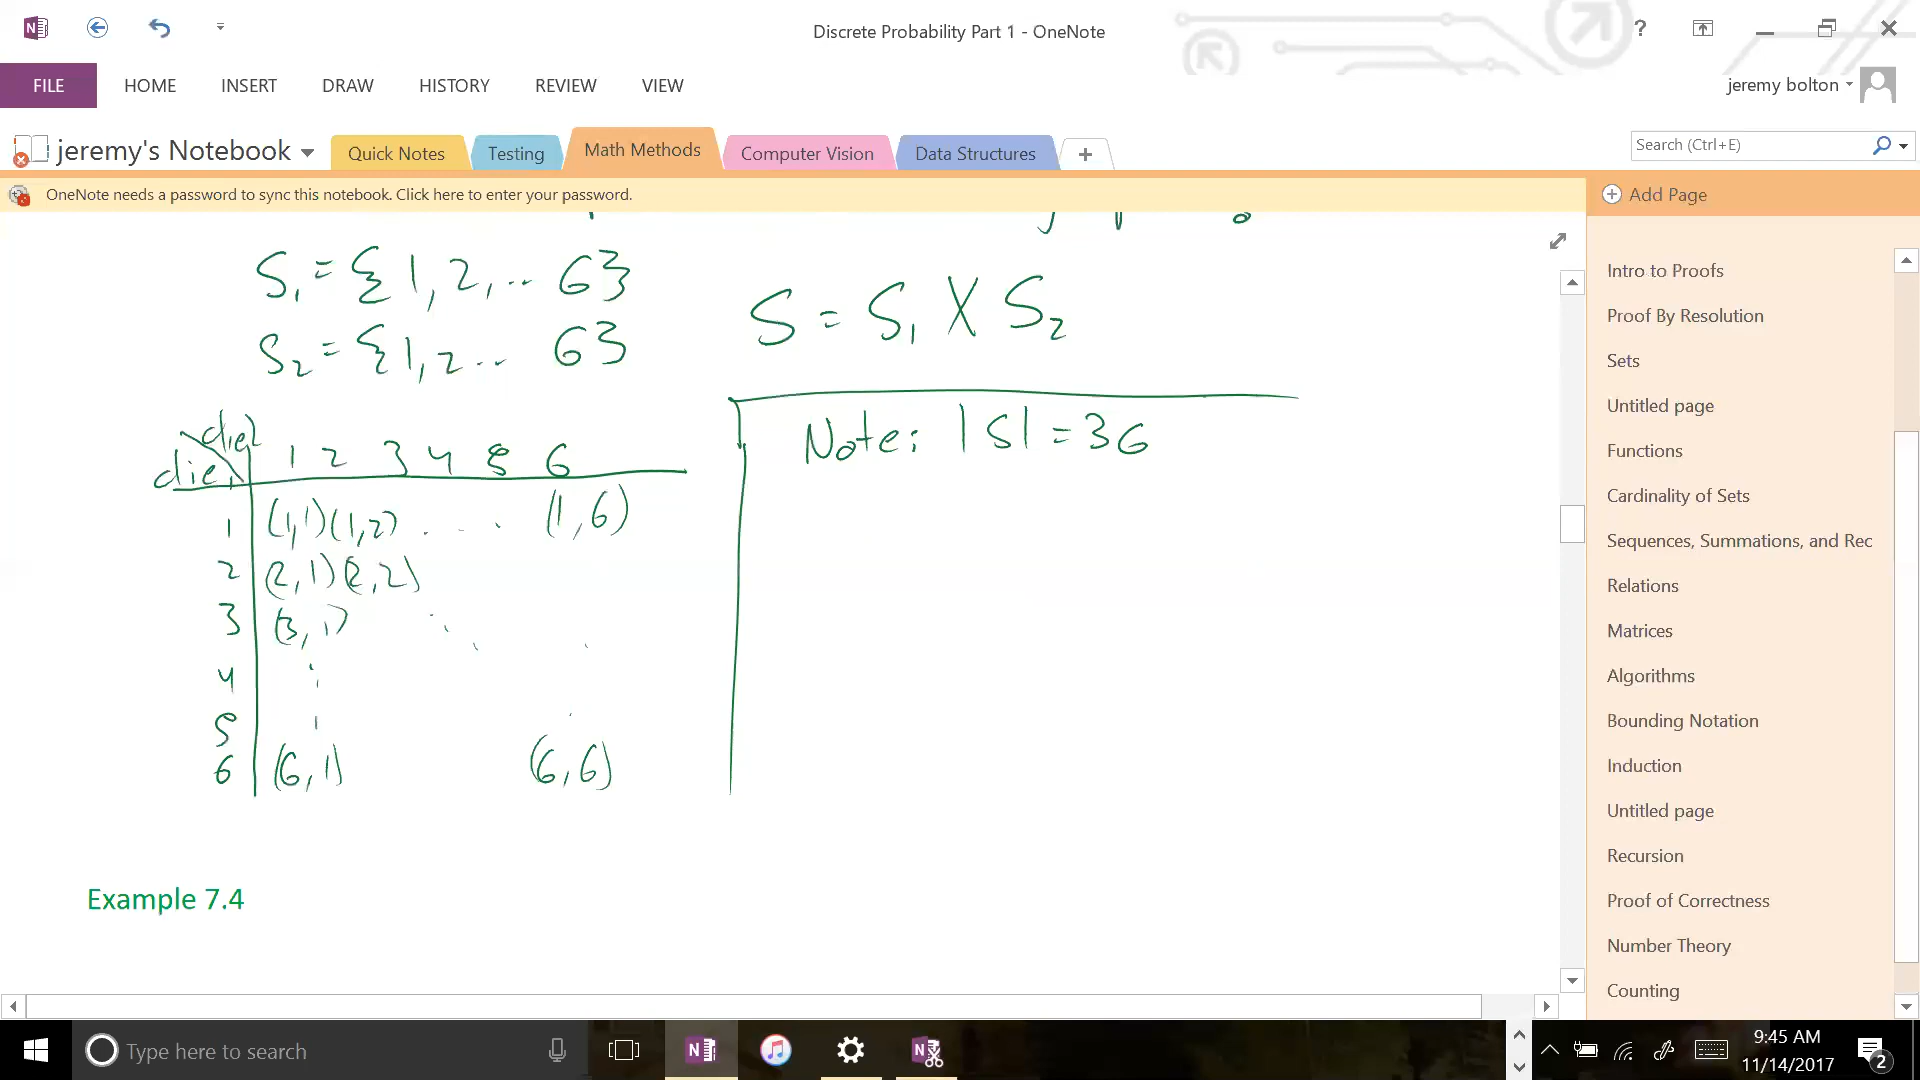 Discrete Probability Part 1 - OneNote
?
FILE HOME INSERT DRAW HISTORY REVIEW VIEW
jeremy bolton
jeremy's Notebook
Quick Notes
Testing
Math Methods
Computer Vision
Data Structures
+
Search (Ctrl+E)
OneNote needs a password to sync this notebook. Click here to enter your password.
Add Page
S₁ = {1, 2, .. 6}
S₂ = {1, 2 .. 6}
S = S₁ X S₂
Note: |S| = 36
die 2
die 1
1 2 3 4 5 6
1 (1,1) (1,2) . . . (1,6)
2 (2,1) (2,2)
3 (3,1)
4
5
6 (6,1) (6,6)
Example 7.4
Intro to Proofs
Proof By Resolution
Sets
Untitled page
Functions
Cardinality of Sets
Sequences, Summations, and Rec
Relations
Matrices
Algorithms
Bounding Notation
Induction
Untitled page
Recursion
Proof of Correctness
Number Theory
Counting
Type here to search
9:45 AM
11/14/2017
2